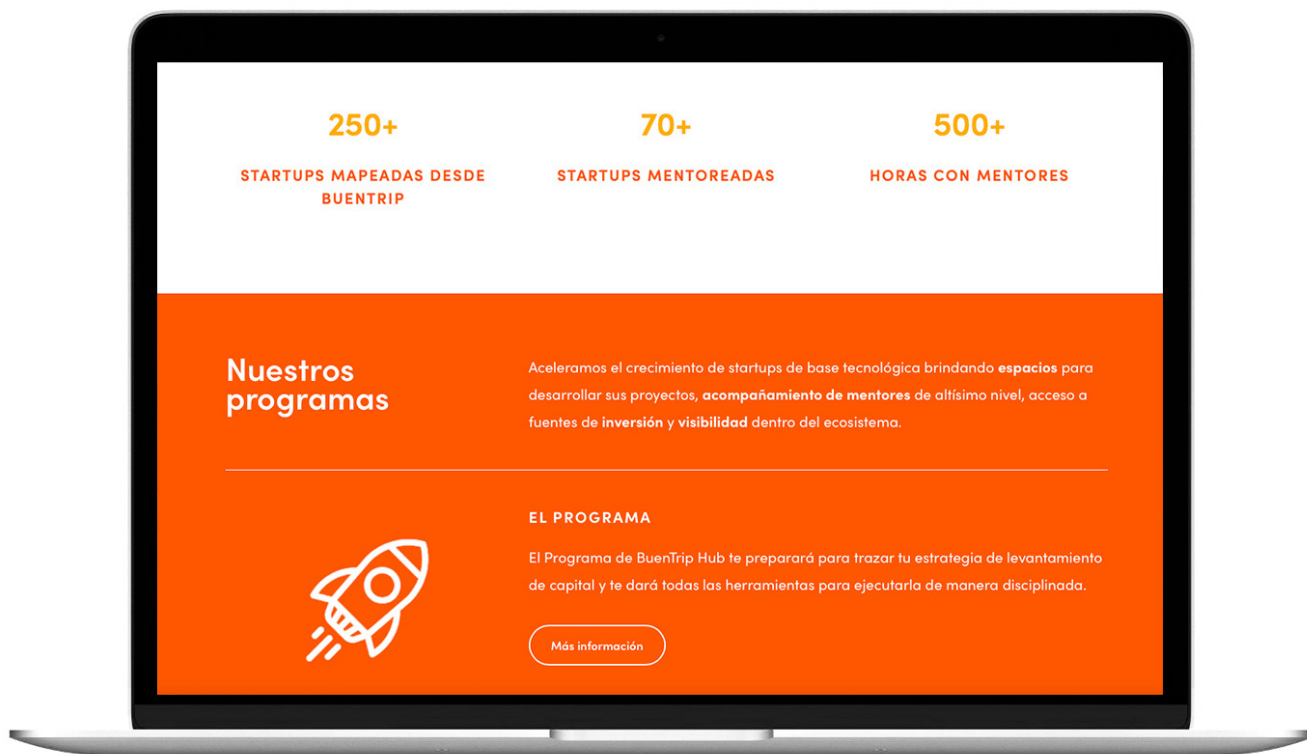 250+
70+
500+
STARTUPS MAPEADAS DESDE
BUENTRIP
STARTUPS MENTOREADAS
HORAS CON MENTORES
Nuestros
programas
Aceleramos el crecimiento de startups de base tecnológica brindando espacios para
desarrollar sus proyectos, acompañamiento de mentores de altísimo nivel, acceso a
fuentes de inversión y visibilidad dentro del ecosistema.
EL PROGRAMA
El Programa de BuenTrip Hub te preparará para trazar tu estrategia de levantamiento
de capital y te dará todas las herramientas para ejecutarla de manera disciplinada.
Más información